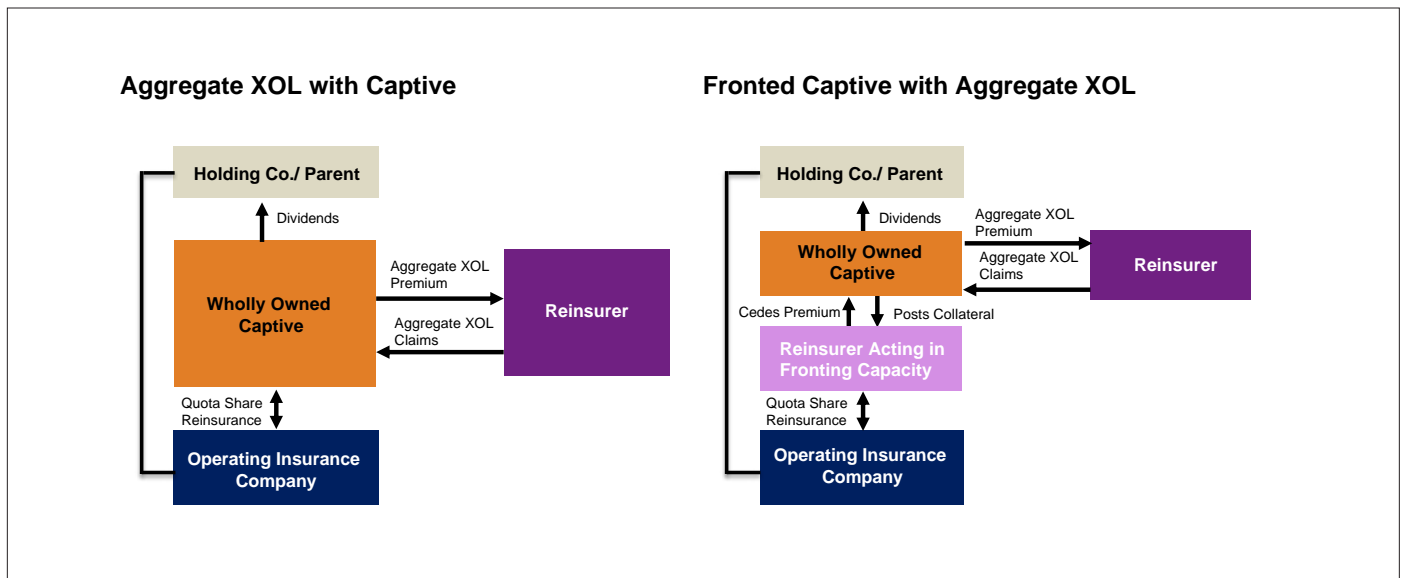 Aggregate XOL with Captive
Holding Co./ Parent
Dividends
Wholly Owned
Captive
Aggregate XOL
Premium
Aggregate XOL
Claims
Reinsurer
Quota Share
Reinsurance
Operating Insurance
Company
Fronted Captive with Aggregate XOL
Holding Co./ Parent
Dividends
Wholly Owned
Captive
Aggregate XOL
Premium
Aggregate XOL
Claims
Reinsurer
Cedes Premium
Posts Collateral
Reinsurer Acting in
Fronting Capacity
Quota Share
Reinsurance
Operating Insurance
Company